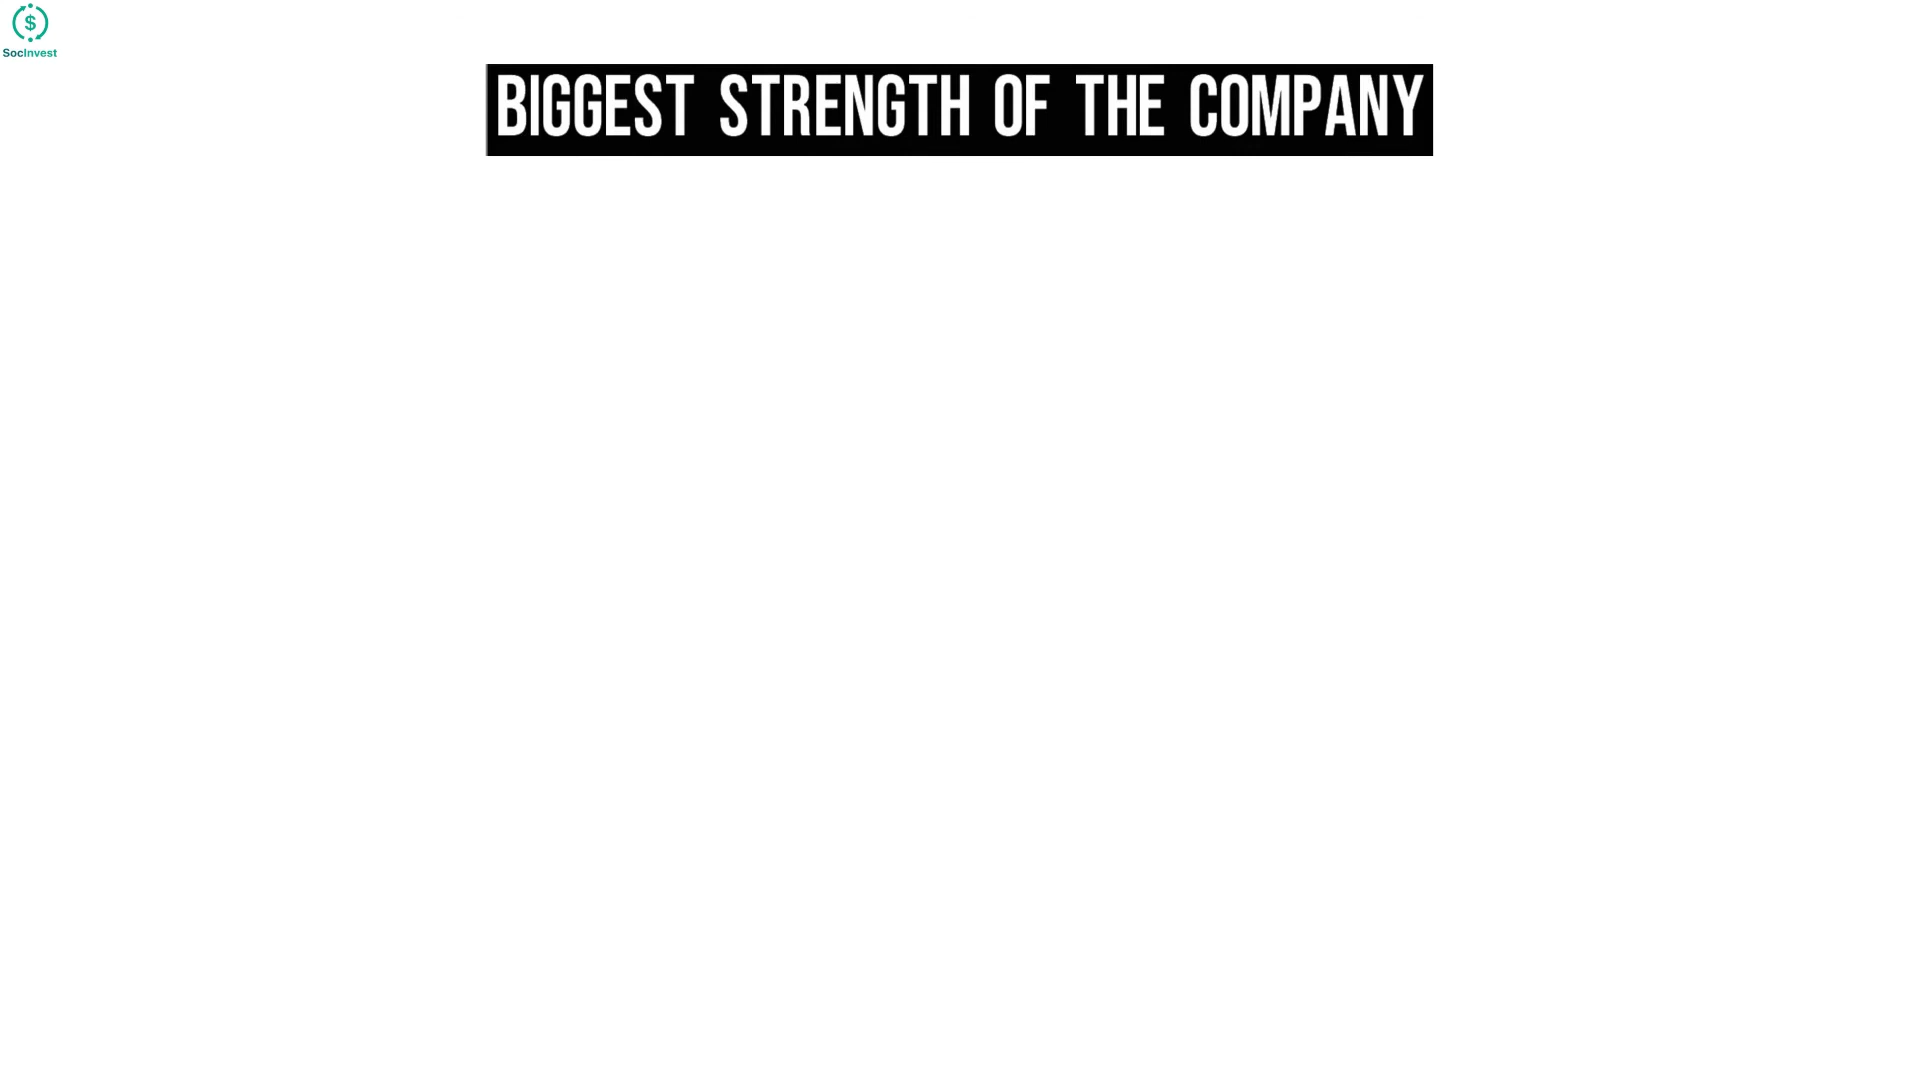 $
SocInvest
BIGGEST STRENGTH OF THE COMPANY